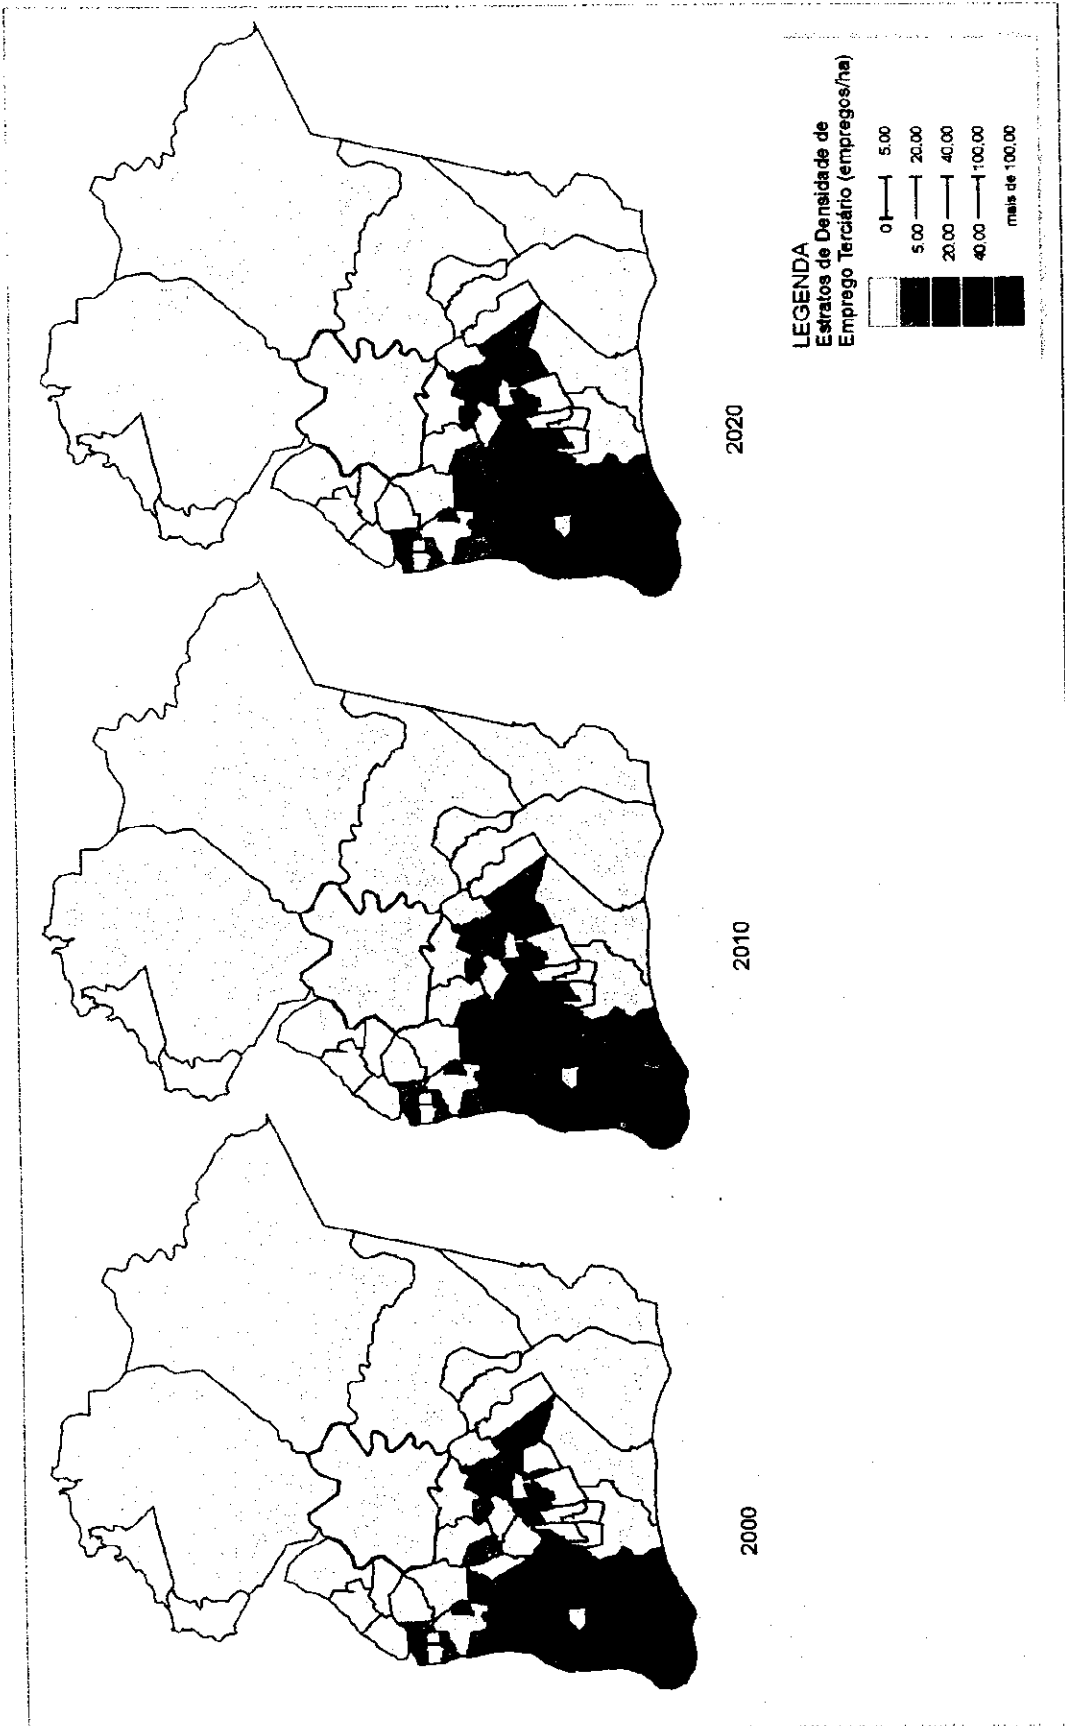 2000
2010
2020
LEGENDA
Estratos de Densidade de
Emprego Terciário (empregos/ha)
0 5.00
5.00 20.00
20.00 40.00
40.00 100.00
mais de 100.00